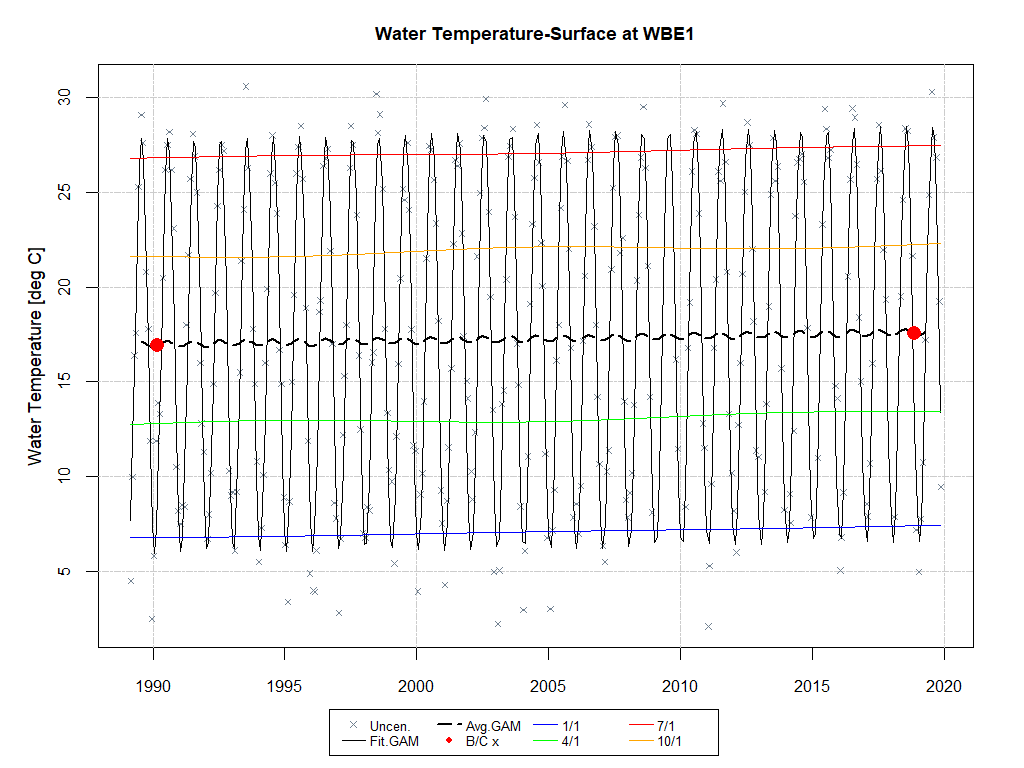 Water Temperature-Surface at WBE1
Water Temperature [deg C]
30
25
20
15
10
5
1990 1995 2000 2005 2010 2015 2020
Uncen. Avg.GAM 1/1 7/1
Fit.GAM B/C x 4/1 10/1